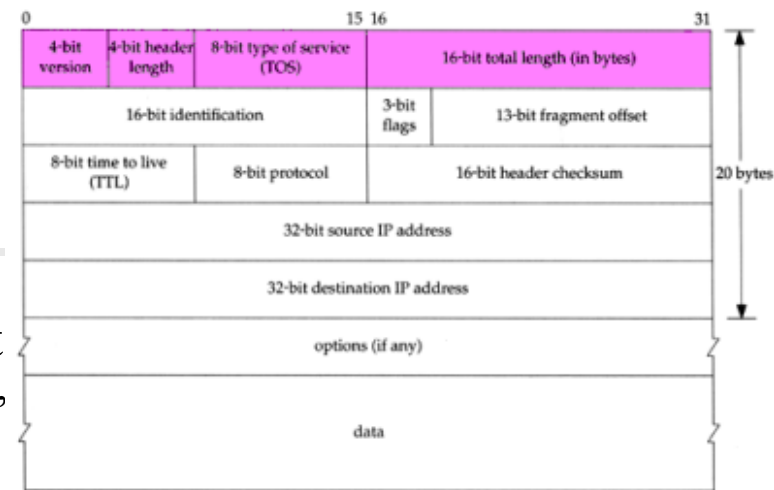 0 15 16 31
4-bit version 4-bit header length 8-bit type of service (TOS) 16-bit total length (in bytes)
16-bit identification 3-bit flags 13-bit fragment offset
8-bit time to live (TTL) 8-bit protocol 16-bit header checksum
20 bytes
32-bit source IP address
32-bit destination IP address
options (if any)
data